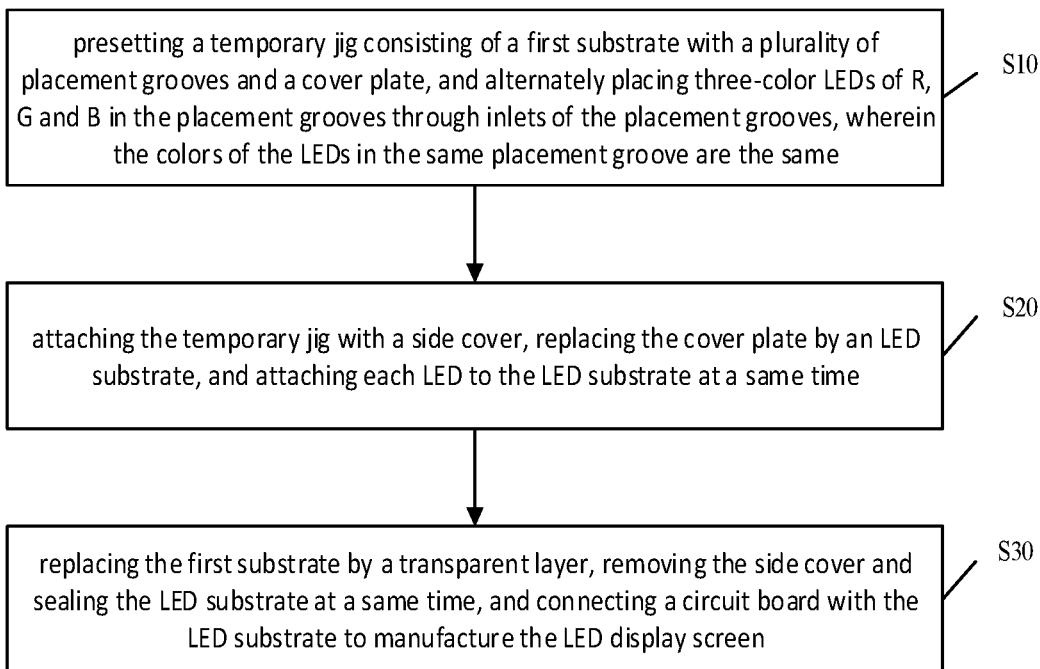 presetting a temporary jig consisting of a first substrate with a plurality of
placement grooves and a cover plate, and alternately placing three-color LEDs of R,
G and B in the placement grooves through inlets of the placement grooves, wherein
the colors of the LEDs in the same placement groove are the same
S10
attaching the temporary jig with a side cover, replacing the cover plate by an LED
substrate, and attaching each LED to the LED substrate at a same time
S20
replacing the first substrate by a transparent layer, removing the side cover and
sealing the LED substrate at a same time, and connecting a circuit board with the
LED substrate to manufacture the LED display screen
S30